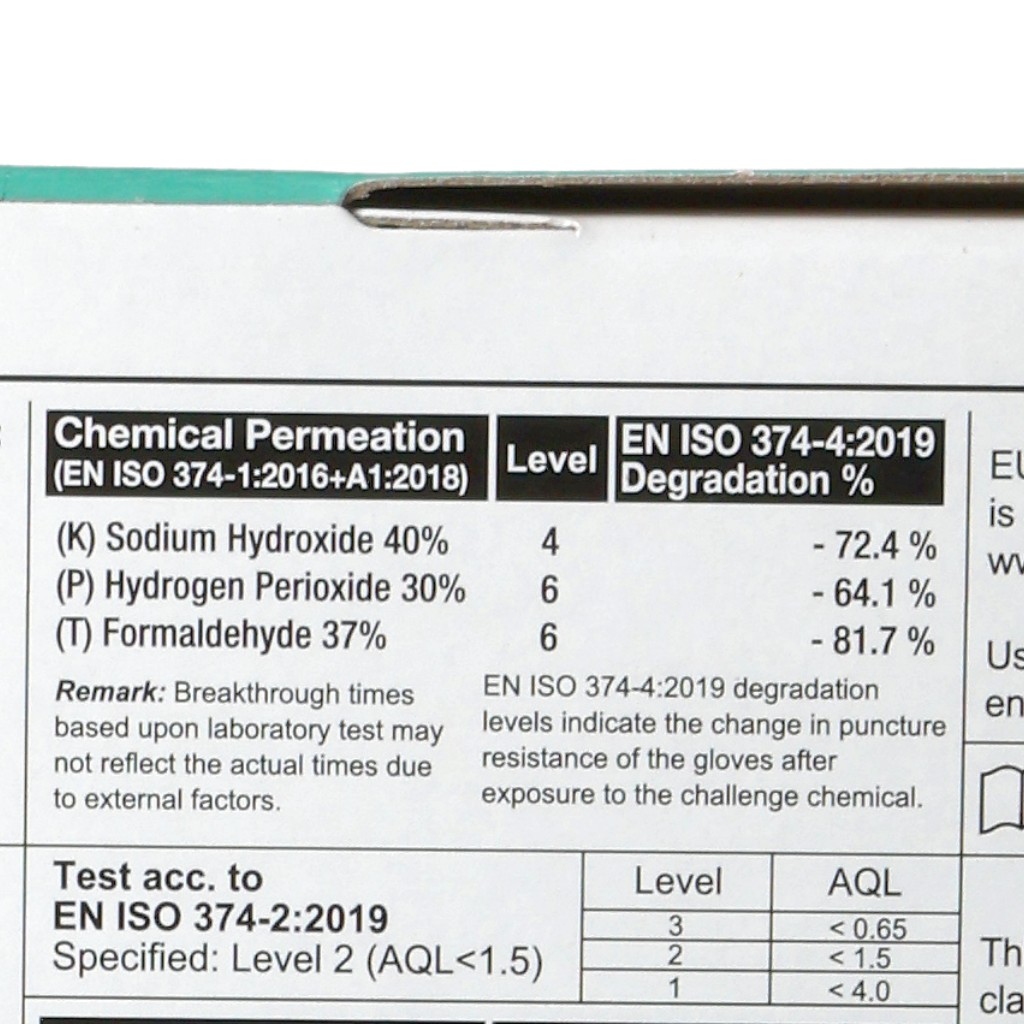 Chemical Permeation
(EN ISO 374-1:2016+A1:2018)
Level
EN ISO 374-4:2019
Degradation %
(K) Sodium Hydroxide 40% 4 - 72.4 %
(P) Hydrogen Perioxide 30% 6 - 64.1 %
(T) Formaldehyde 37% 6 - 81.7 %
Remark: Breakthrough times
based upon laboratory test may
not reflect the actual times due
to external factors.
EN ISO 374-4:2019 degradation
levels indicate the change in puncture
resistance of the gloves after
exposure to the challenge chemical.
Test acc. to
EN ISO 374-2:2019
Specified: Level 2 (AQL<1.5)
Level AQL
3 < 0.65
2 < 1.5
1 < 4.0
is